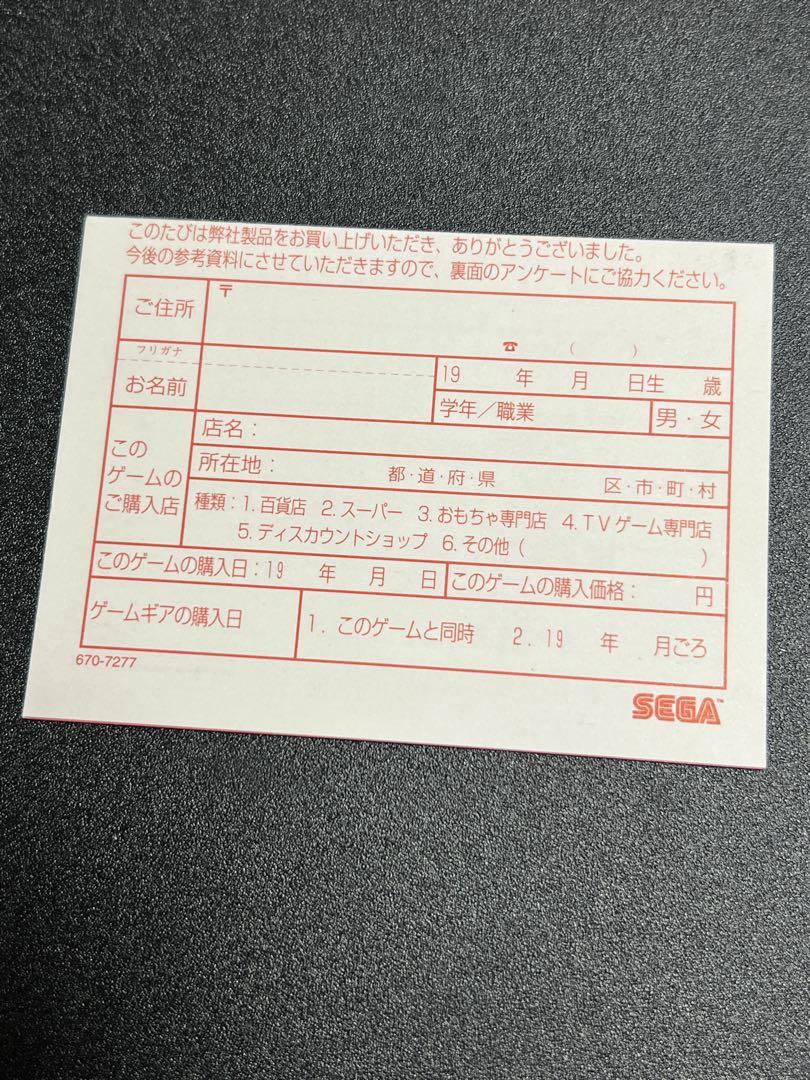 このたびは弊社製品をお買い上げいただき、ありがとうございました。
今後の参考資料にさせていただきますので、裏面のアンケートにご協力ください。
ご住所
〒
☎ ( )
フリガナ
お名前
19 年 月 日生 歳
学年／職業
男・女
この
ゲームの
ご購入店
店名：
所在地： 都・道・府・県 区・市・町・村
種類：1. 百貨店 2. スーパー 3. おもちゃ専門店 4. TVゲーム専門店
5. ディスカウントショップ 6. その他 ( )
このゲームの購入日：19 年 月 日
このゲームの購入価格： 円
ゲームギアの購入日
1. このゲームと同時 2. 19 年 月ごろ
670-7277
SEGA™